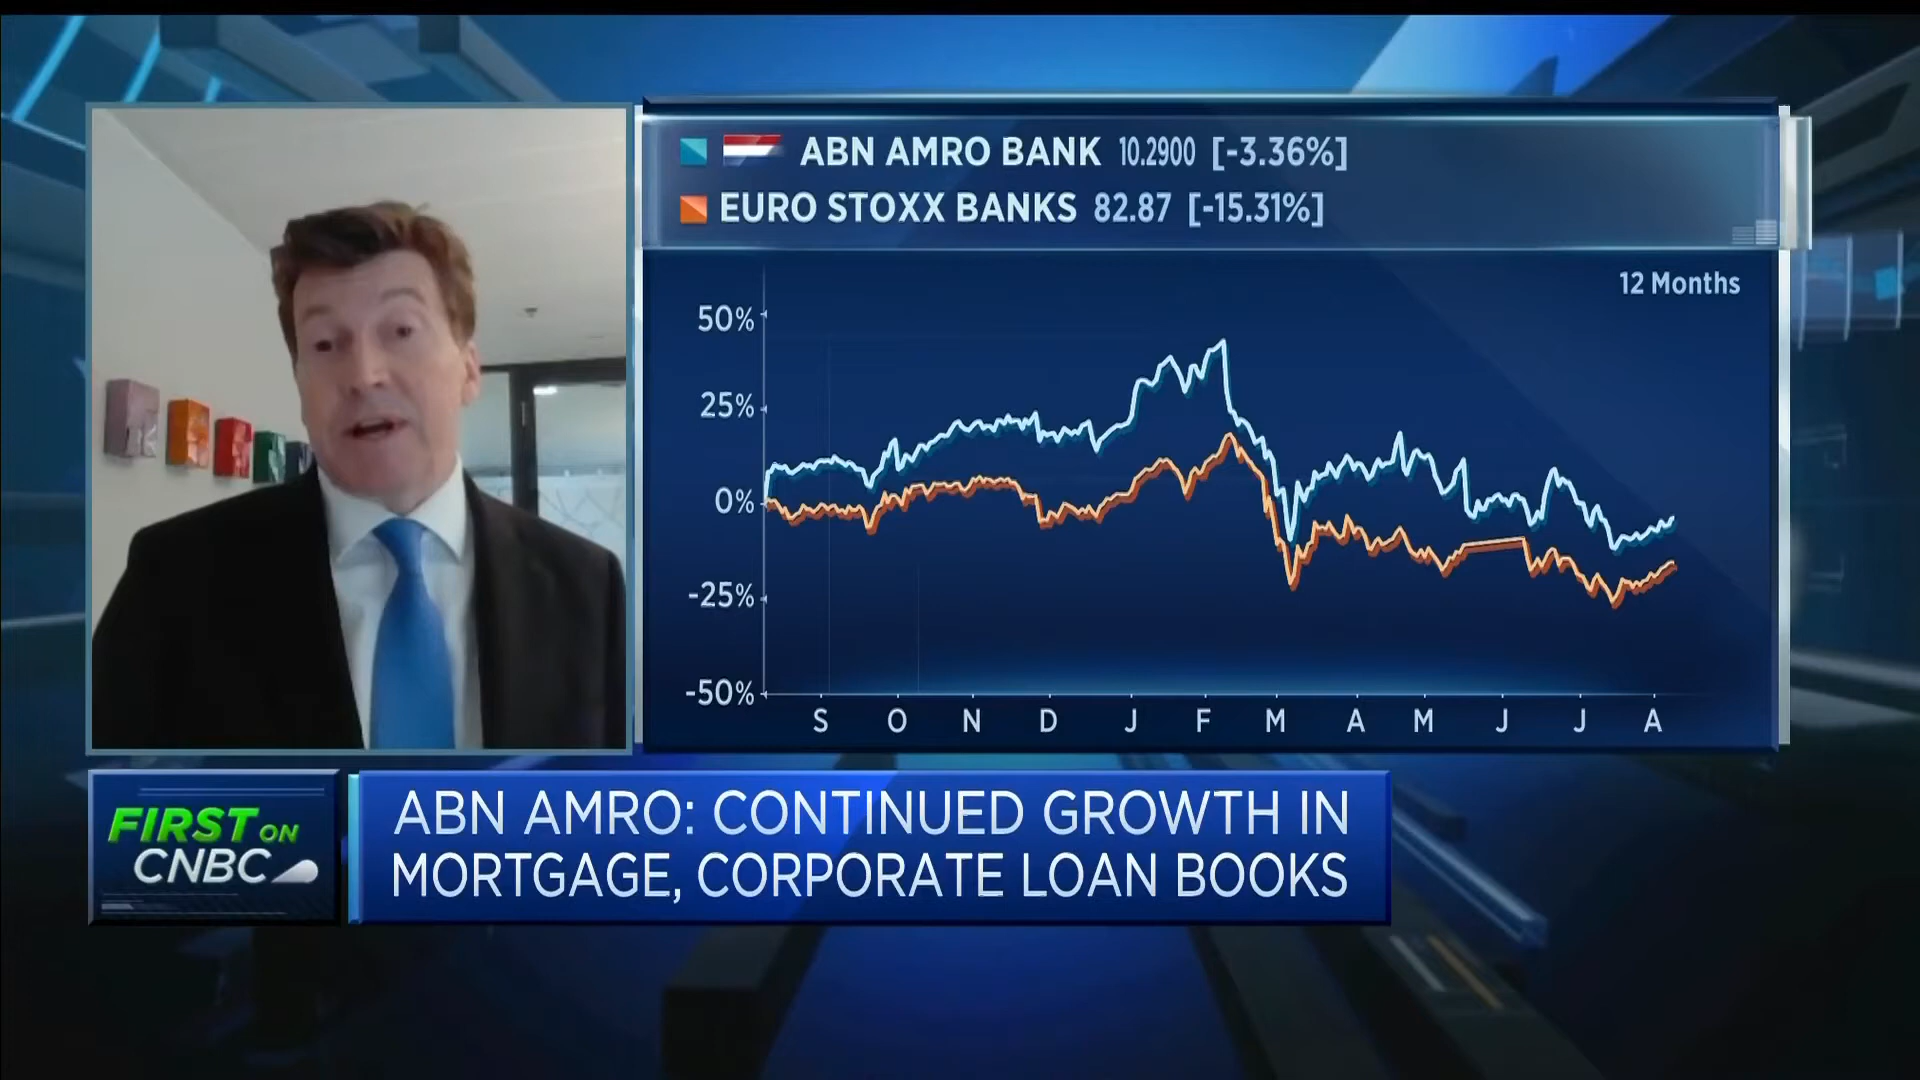 ABN AMRO BANK 10.2900 [-3.36%]
EURO STOXX BANKS 82.87 [-15.31%]
12 Months
50%
25%
0%
-25%
-50%
S O N D J F M A M J J A
FIRST ON
CNBC
ABN AMRO: CONTINUED GROWTH IN
MORTGAGE, CORPORATE LOAN BOOKS